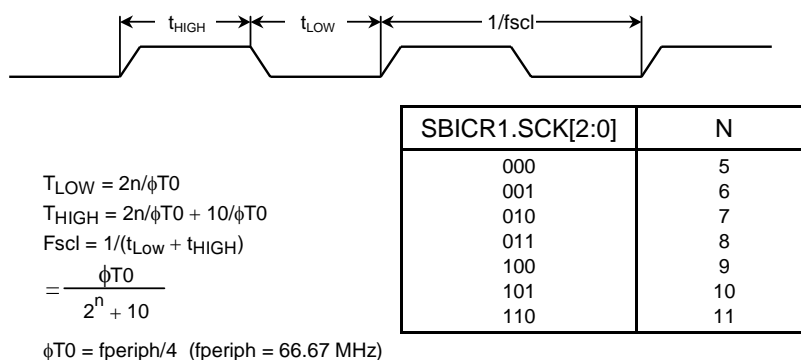 tHIGH tLOW 1/fscl
SBICR1.SCK[2:0] N
000 5
001 6
010 7
011 8
100 9
101 10
110 11
TLOW = 2n/ϕT0
THIGH = 2n/ϕT0 + 10/ϕT0
Fscl = 1/(tLow + tHIGH)
= ϕT0
2n + 10
ϕT0 = fperiph/4 (fperiph = 66.67 MHz)